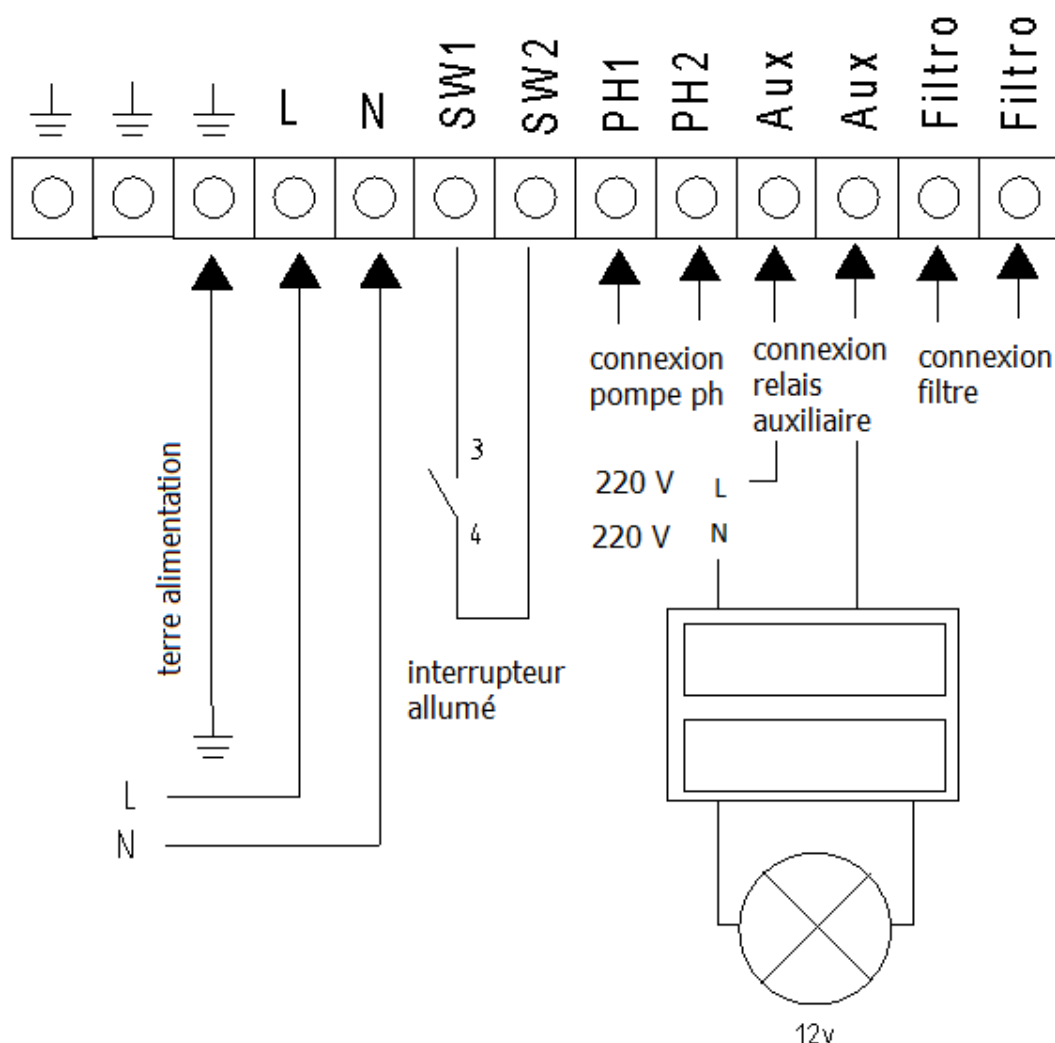 L
N
SW1
SW2
PH1
PH2
Aux
Aux
Filtro
Filtro
connexion
pompe ph
connexion
relais
auxiliaire
connexion
filtre
terre alimentation
3
4
220 V L
220 V N
interrupteur
allumé
L
N
12v